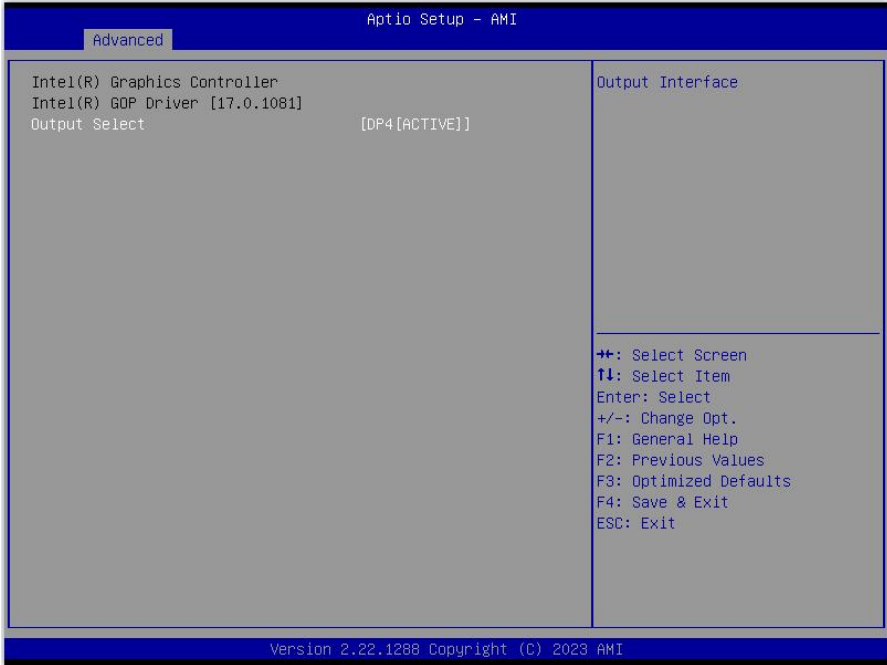 Aptio Setup – AMI
Advanced
Intel(R) Graphics Controller
Intel(R) GOP Driver [17.0.1081]
Output Select [DP4[ACTIVE]]
Output Interface
→←: Select Screen
↑↓: Select Item
Enter: Select
+/-: Change Opt.
F1: General Help
F2: Previous Values
F3: Optimized Defaults
F4: Save & Exit
ESC: Exit
Version 2.22.1288 Copyright (C) 2023 AMI